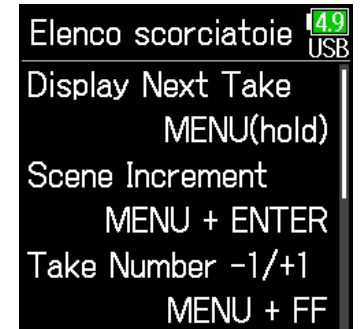 Elenco scorciatoie 4.9
USB
Display Next Take
MENU(hold)
Scene Increment
MENU + ENTER
Take Number -1/+1
MENU + FF